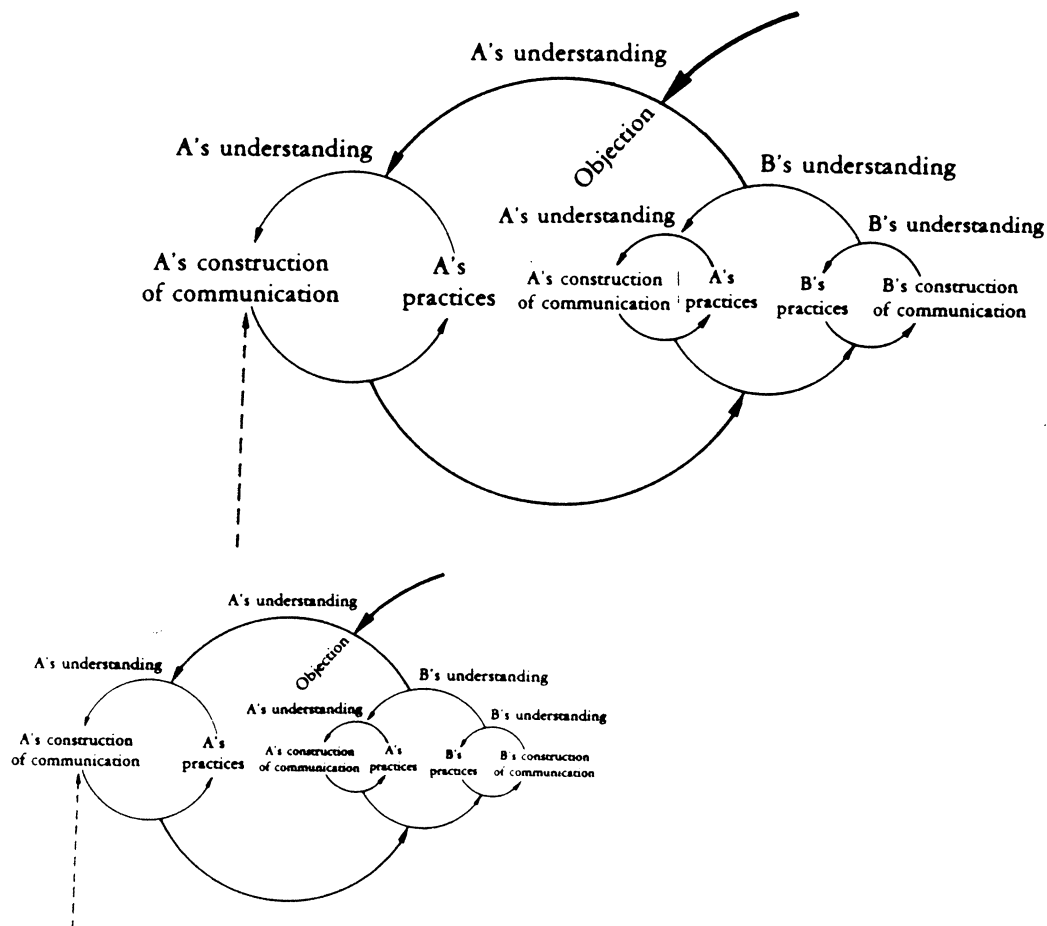 A's understanding
Objection
A's understanding
B's understanding
A's understanding
B's understanding
A's construction
of communication
A's
practices
A's construction
of communication
A's
practices
B's
practices
B's construction
of communication
A's understanding
Objection
A's understanding
B's understanding
A's understanding
B's understanding
A's construction
of communication
A's
practices
A's construction
of communication
A's
practices
B's
practices
B's construction
of communication